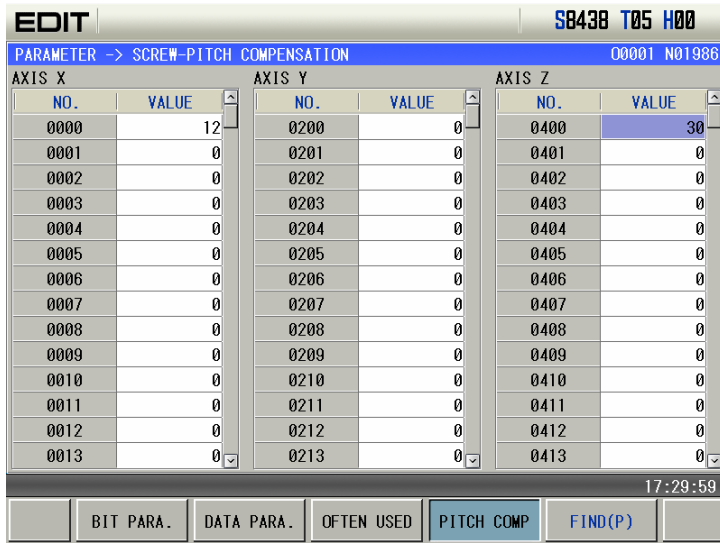 EDIT S8438 T05 H00
PARAMETER -> SCREW-PITCH COMPENSATION O0001 N01986
AXIS X AXIS Y AXIS Z
NO. VALUE NO. VALUE NO. VALUE
0000 12 0200 0 0400 30
0001 0 0201 0 0401 0
0002 0 0202 0 0402 0
0003 0 0203 0 0403 0
0004 0 0204 0 0404 0
0005 0 0205 0 0405 0
0006 0 0206 0 0406 0
0007 0 0207 0 0407 0
0008 0 0208 0 0408 0
0009 0 0209 0 0409 0
0010 0 0210 0 0410 0
0011 0 0211 0 0411 0
0012 0 0212 0 0412 0
0013 0 0213 0 0413 0
17:29:59
BIT PARA. DATA PARA. OFTEN USED PITCH COMP FIND(P)